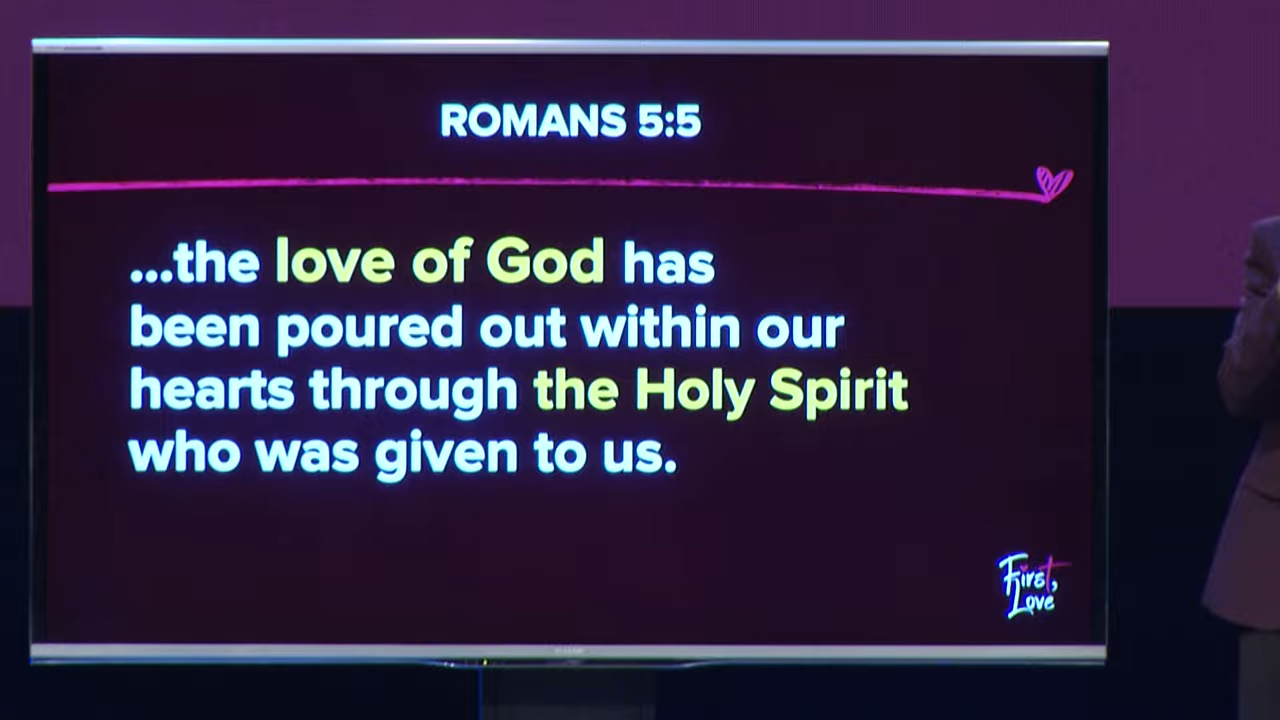 ROMANS 5:5
...the love of God has
been poured out within our
hearts through the Holy Spirit
who was given to us.
First,
Love